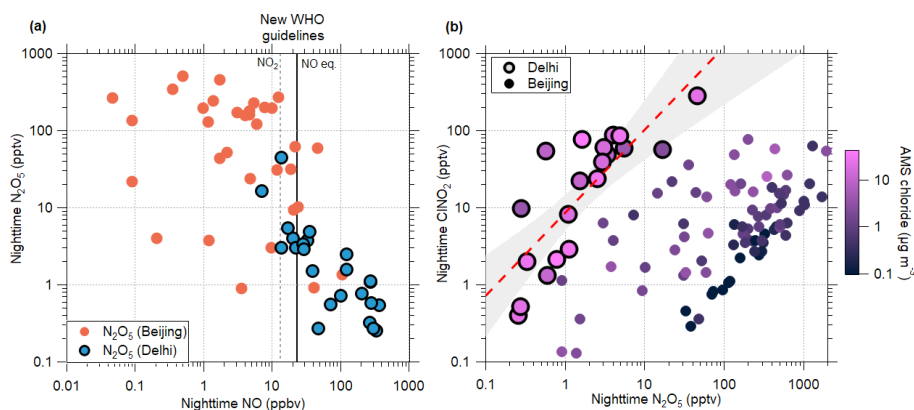 (a)
New WHO
guidelines
NO₂
NO eq.
1000
100
10
1
0.1
Nighttime N₂O₅ (pptv)
N₂O₅ (Beijing)
N₂O₅ (Delhi)
0.01
0.1
1
10
100
1000
Nighttime NO (ppbv)
(b)
Delhi
Beijing
1000
100
10
1
0.1
Nighttime ClNO₂ (pptv)
0.1
1
10
100
1000
Nighttime N₂O₅ (pptv)
10
1
0.1
AMS chloride (µg m⁻³)